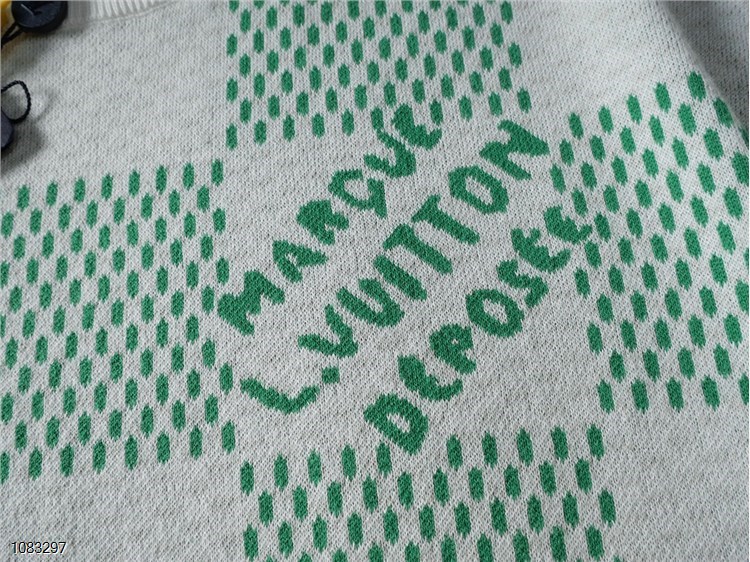 MARQUE
L.VUITTON
DEPOSEE
1083297